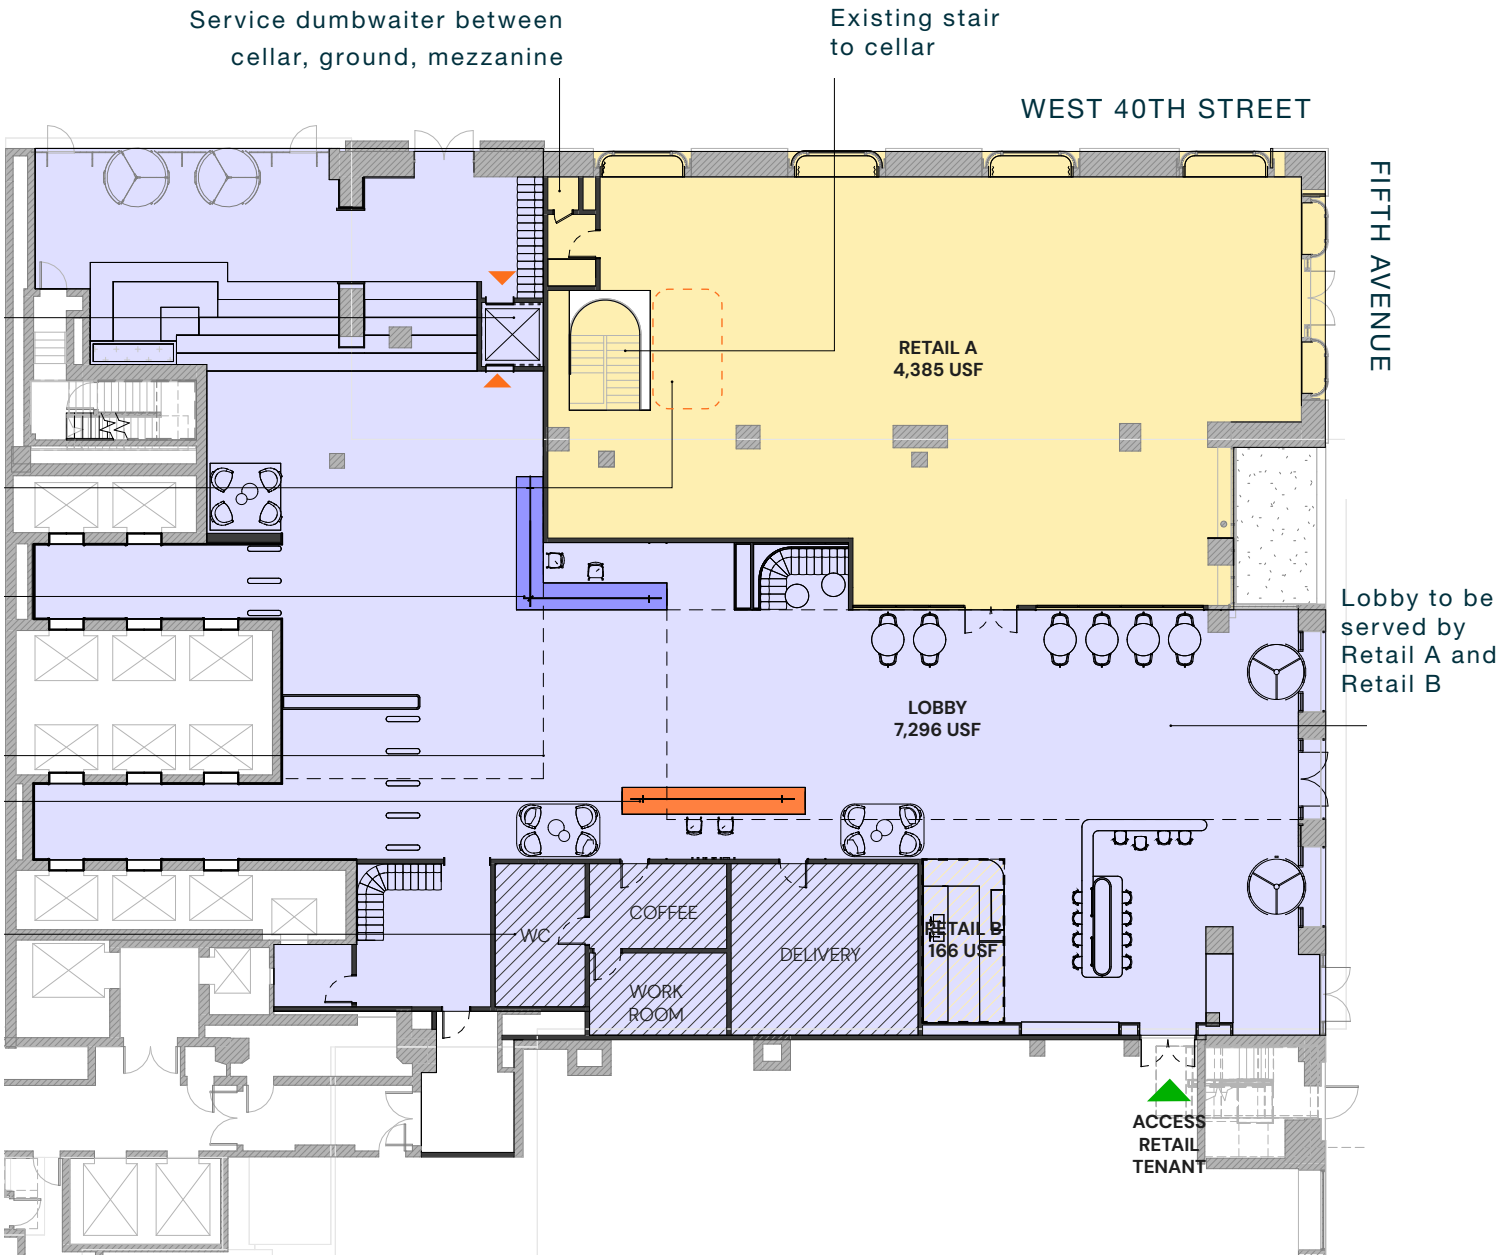 Service dumbwaiter between
cellar, ground, mezzanine
Existing stair
to cellar
WEST 40TH STREET
FIFTH AVENUE
RETAIL A
4,385 USF
Lobby to be
served by
Retail A and
Retail B
LOBBY
7,296 USF
COFFEE
WC
RETAIL B
166 USF
DELIVERY
WORK
ROOM
ACCESS
RETAIL
TENANT